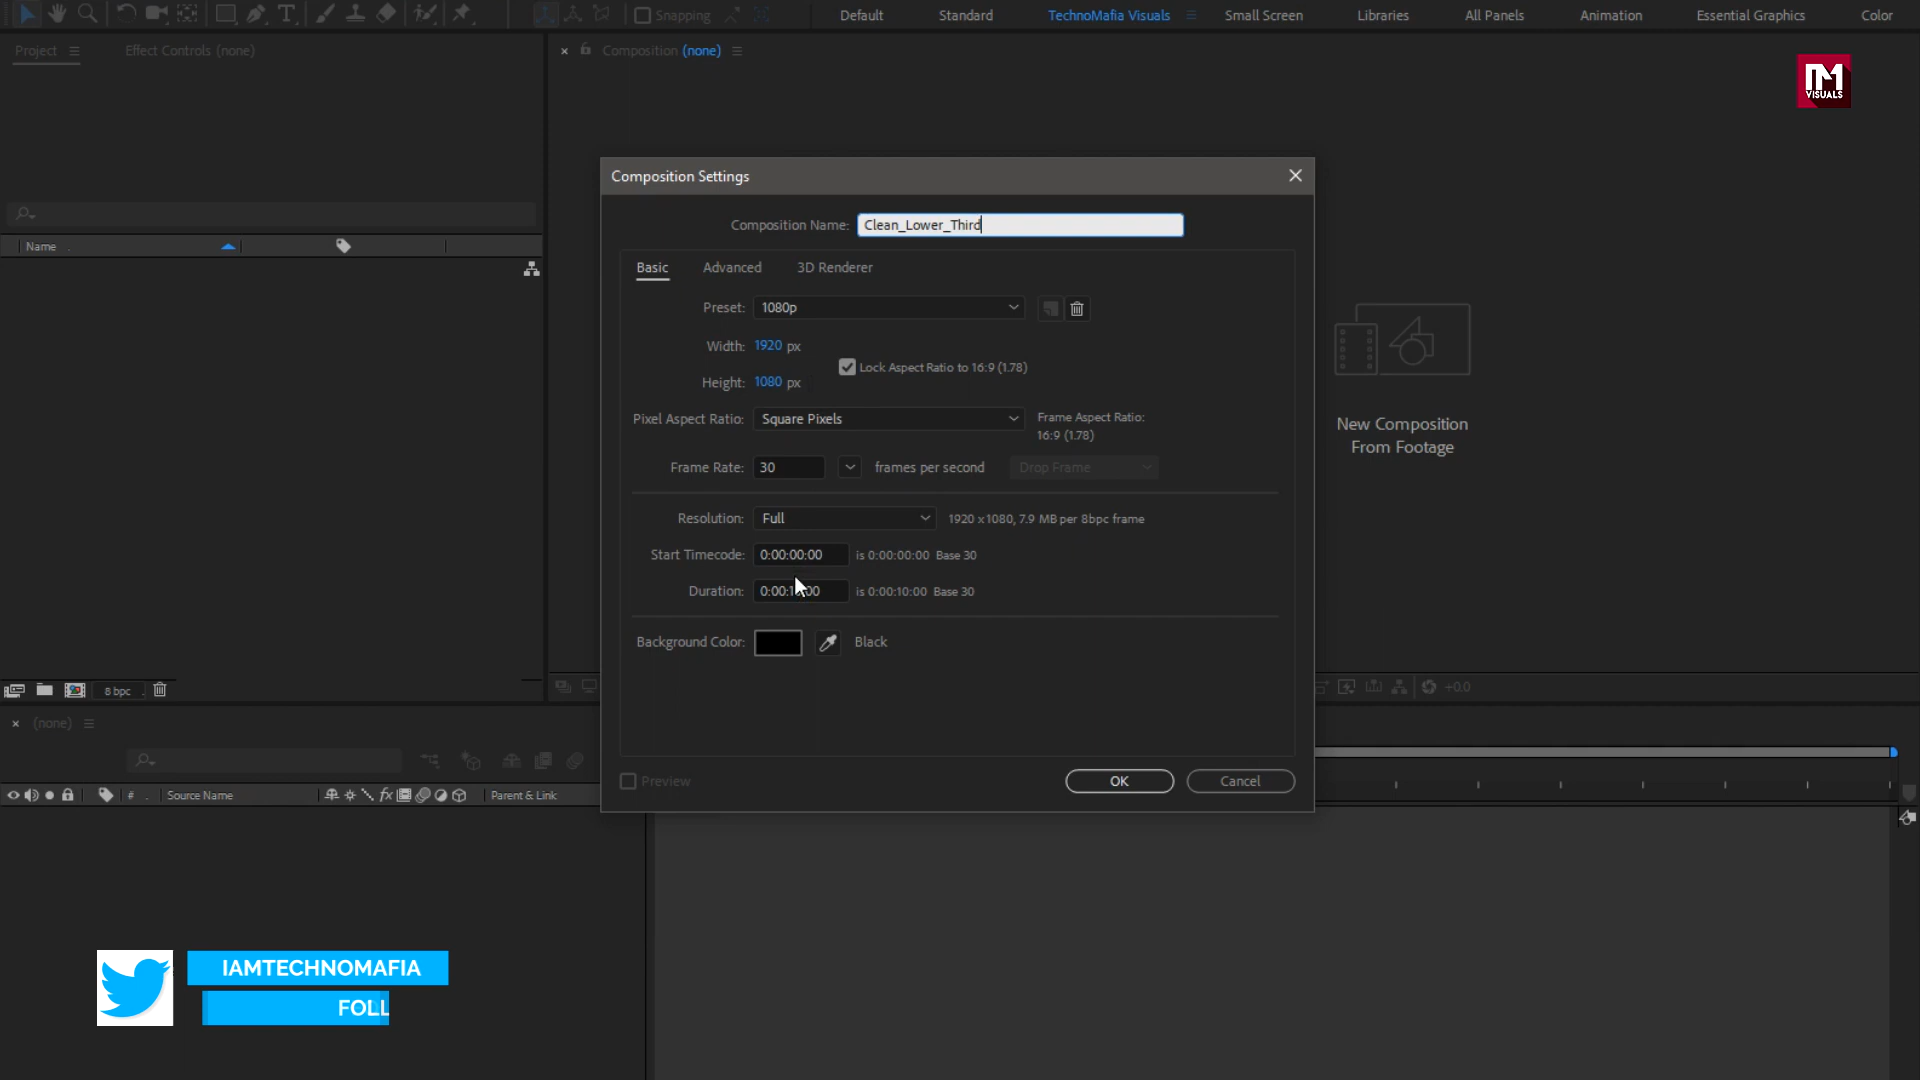 Snapping
Default
Standard
TechnoMafia Visuals
Small Screen
Libraries
All Panels
Animation
Essential Graphics
Color
Project
Effect Controls (none)
Composition (none)
VISUALS
Composition Settings
Composition Name: Clean_Lower_Third
Basic
Advanced
3D Renderer
Preset: 1080p
Width: 1920 px
Lock Aspect Ratio to 16:9 (1.78)
Height: 1080 px
Pixel Aspect Ratio: Square Pixels
Frame Aspect Ratio:
16:9 (1.78)
Frame Rate: 30 frames per second Drop Frame
Resolution: Full 1920 x 1080, 7.9 MB per 8bpc frame
Start Timecode: 0:00:00:00 is 0:00:00:00 Base 30
Duration: is 0:00:10:00 Base 30
Background Color: Black
Preview
OK
Cancel
New Composition
From Footage
Name
8 bpc
+0.0
(none)
# Source Name
fx
Parent & Link
IAMTECHNOMAFIA
FOLL